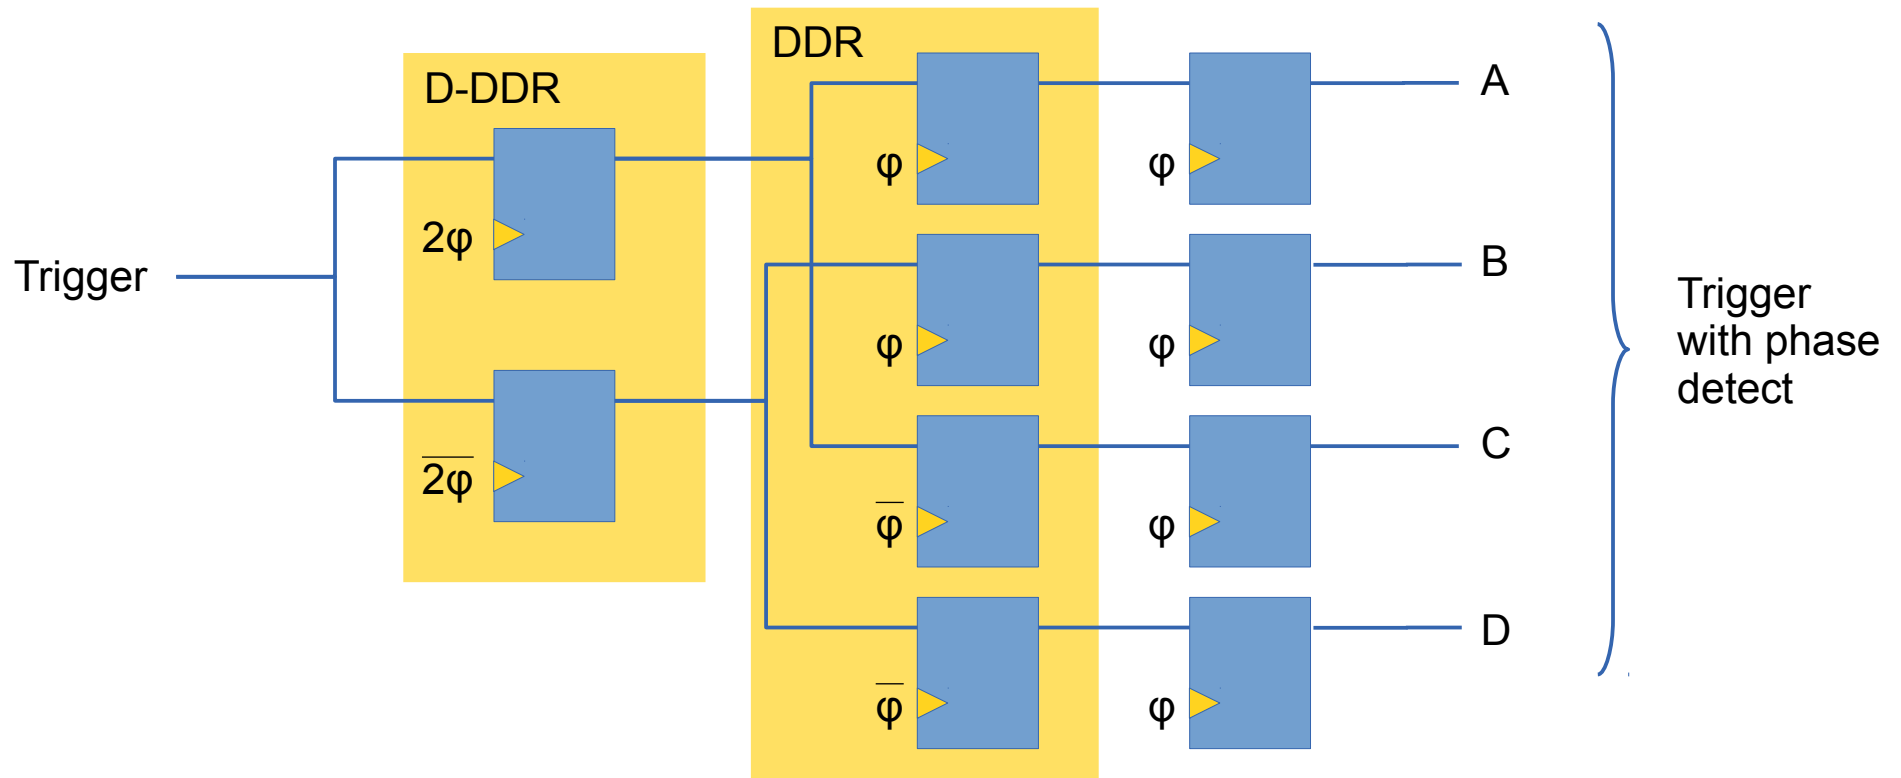 DDR
D-DDR
A
φ
φ
2φ
B
Trigger
Trigger
with phase
detect
φ
φ
C
2φ̅
φ̅
φ
D
φ̅
φ